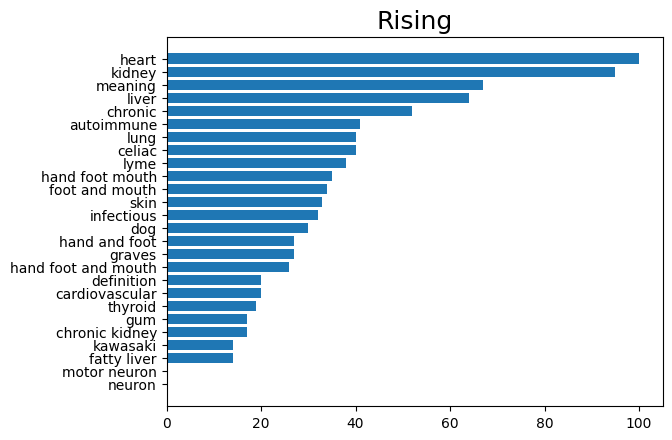 Rising
heart
kidney
meaning
liver
chronic
autoimmune
lung
celiac
lyme
hand foot mouth
foot and mouth
skin
infectious
dog
hand and foot
graves
hand foot and mouth
definition
cardiovascular
thyroid
gum
chronic kidney
kawasaki
fatty liver
motor neuron
neuron
0 20 40 60 80 100